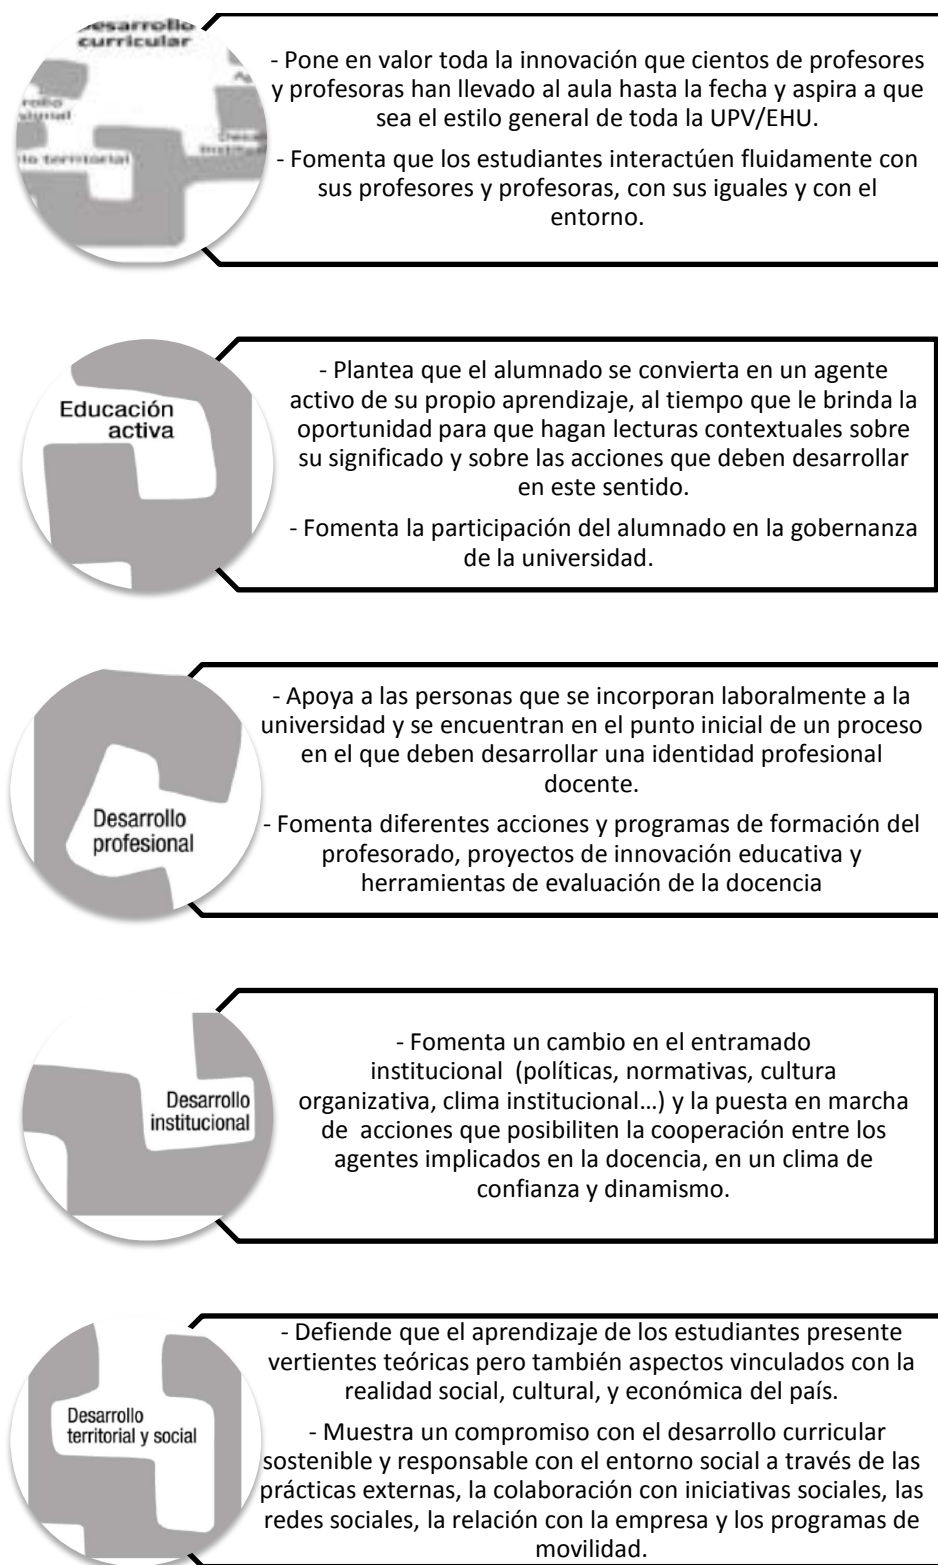 Desarrollo
curricular
territorial
- Pone en valor toda la innovación que cientos de profesores
y profesoras han llevado al aula hasta la fecha y aspira a que
sea el estilo general de toda la UPV/EHU.
- Fomenta que los estudiantes interactúen fluidamente con
sus profesores y profesoras, con sus iguales y con el
entorno.
Educación
activa
- Plantea que el alumnado se convierta en un agente
activo de su propio aprendizaje, al tiempo que le brinda la
oportunidad para que hagan lecturas contextuales sobre
su significado y sobre las acciones que deben desarrollar
en este sentido.
- Fomenta la participación del alumnado en la gobernanza
de la universidad.
Desarrollo
profesional
- Apoya a las personas que se incorporan laboralmente a la
universidad y se encuentran en el punto inicial de un proceso
en el que deben desarrollar una identidad profesional
docente.
- Fomenta diferentes acciones y programas de formación del
profesorado, proyectos de innovación educativa y
herramientas de evaluación de la docencia
Desarrollo
institucional
- Fomenta un cambio en el entramado
institucional (políticas, normativas, cultura
organizativa, clima institucional…) y la puesta en marcha
de acciones que posibiliten la cooperación entre los
agentes implicados en la docencia, en un clima de
confianza y dinamismo.
Desarrollo
territorial y social
- Defiende que el aprendizaje de los estudiantes presente
vertientes teóricas pero también aspectos vinculados con la
realidad social, cultural, y económica del país.
- Muestra un compromiso con el desarrollo curricular
sostenible y responsable con el entorno social a través de las
prácticas externas, la colaboración con iniciativas sociales, las
redes sociales, la relación con la empresa y los programas de
movilidad.